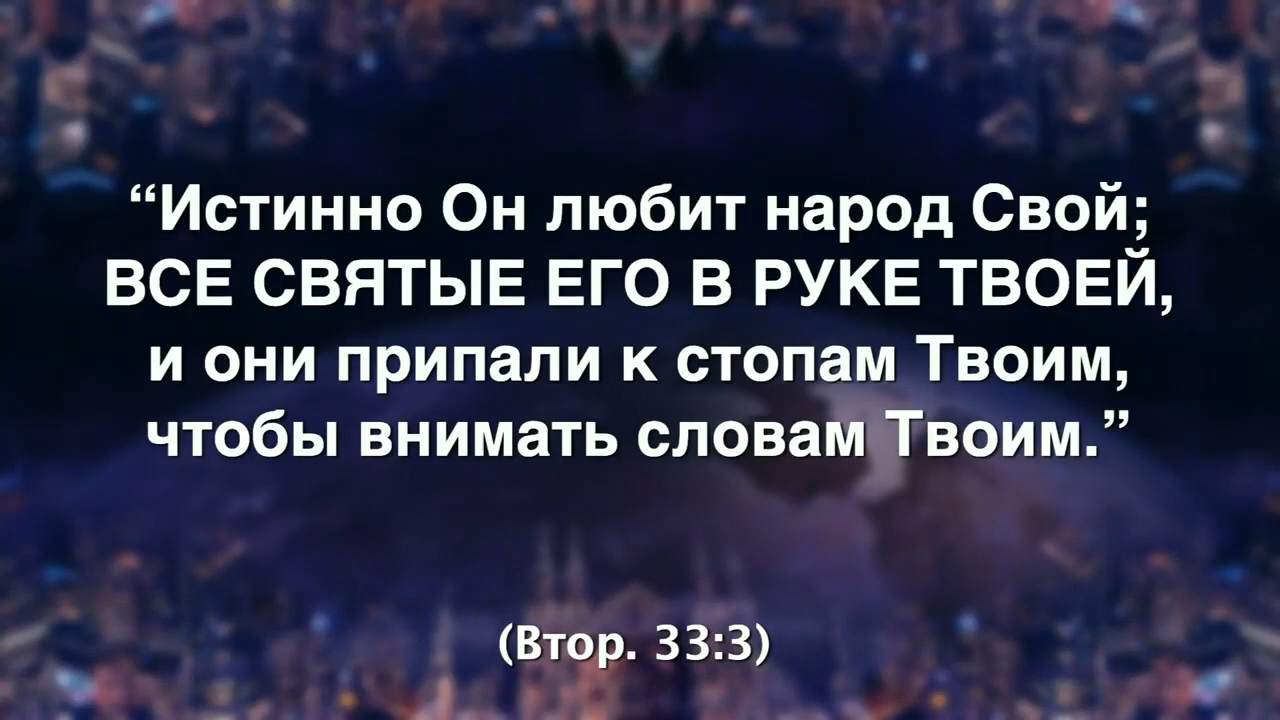 “Истинно Он любит народ Свой;
ВСЕ СВЯТЫЕ ЕГО В РУКЕ ТВОЕЙ,
и они припали к стопам Твоим,
чтобы внимать словам Твоим.”
(Втор. 33:3)